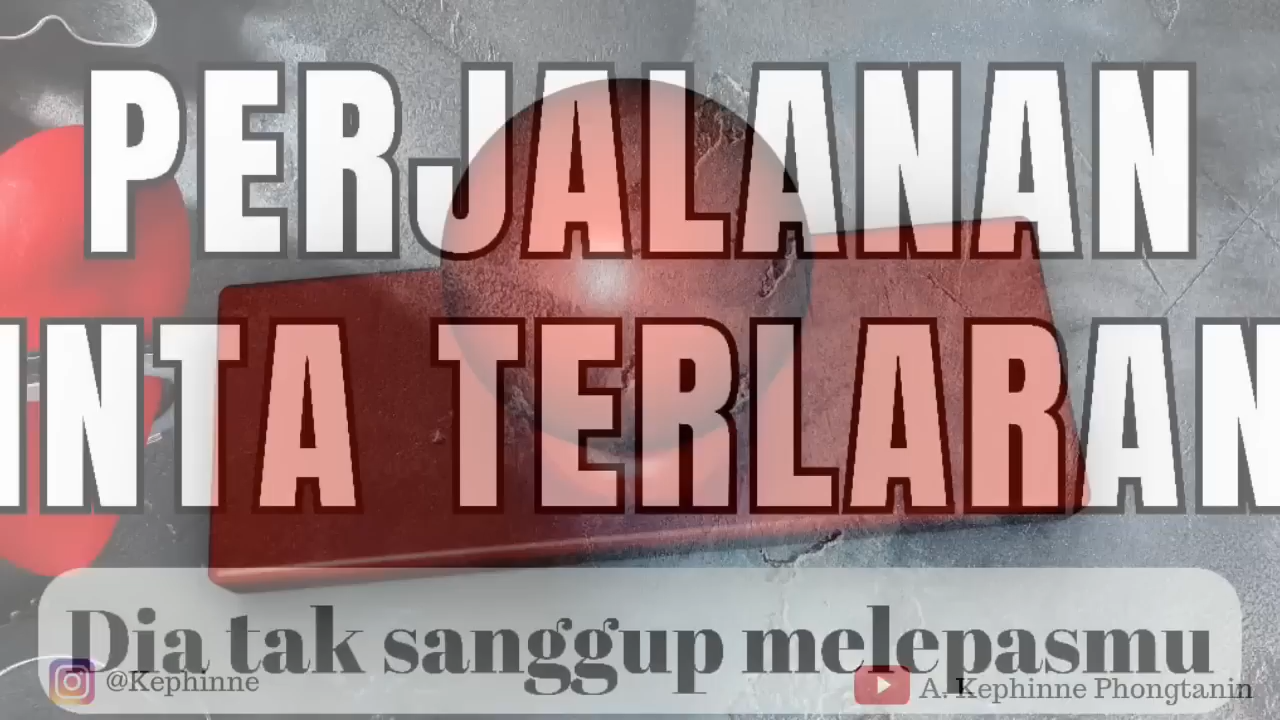 PERJALANAN
INTA TERLARAN
Dia tak sanggup melepasmu
@Kephinne
A. Kephinne Phongtanin